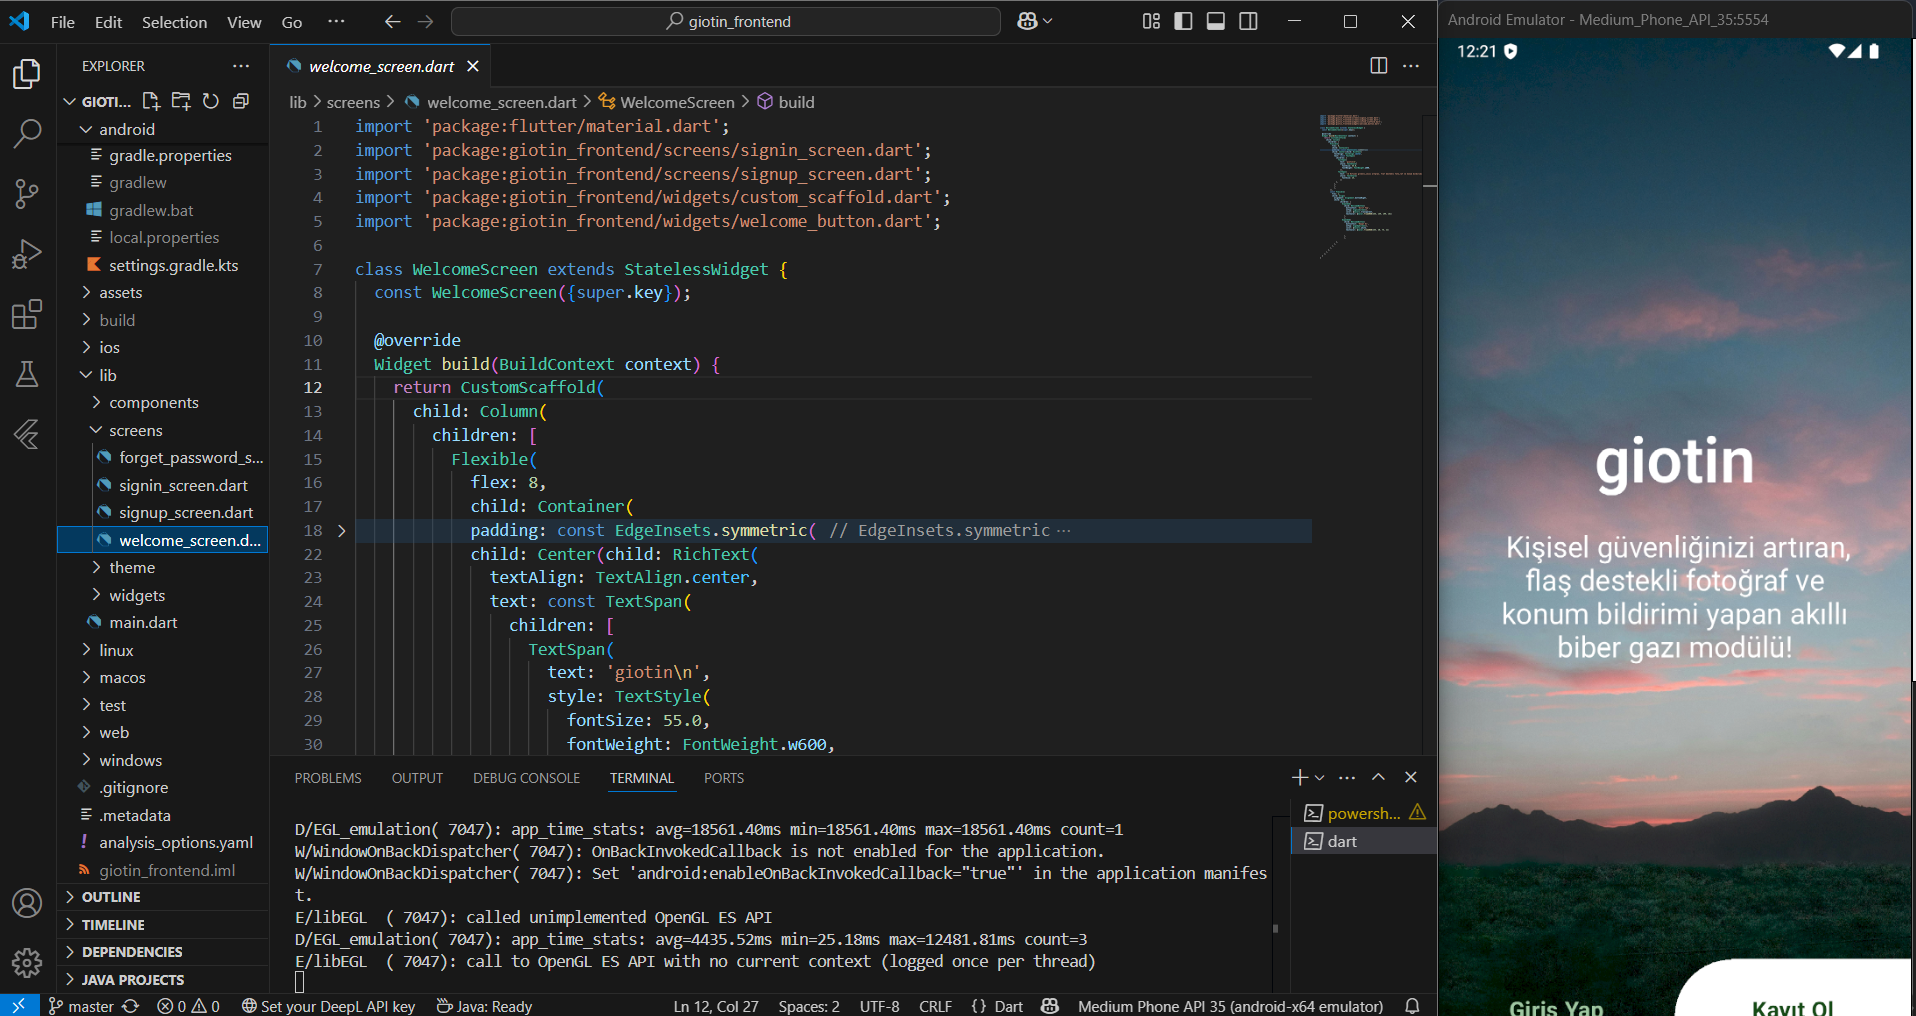 File Edit Selection View Go ··· giotin_frontend
EXPLORER
GIOTI...
android
gradle.properties
gradlew
gradlew.bat
local.properties
settings.gradle.kts
assets
build
ios
lib
components
screens
forget_password_s...
signin_screen.dart
signup_screen.dart
welcome_screen.d...
theme
widgets
main.dart
linux
macos
test
web
windows
.gitignore
.metadata
analysis_options.yaml
giotin_frontend.iml
OUTLINE
TIMELINE
DEPENDENCIES
JAVA PROJECTS
welcome_screen.dart
lib > screens > welcome_screen.dart > WelcomeScreen > build
1 import 'package:flutter/material.dart';
2 import 'package:giotin_frontend/screens/signin_screen.dart';
3 import 'package:giotin_frontend/screens/signup_screen.dart';
4 import 'package:giotin_frontend/widgets/custom_scaffold.dart';
5 import 'package:giotin_frontend/widgets/welcome_button.dart';
6
7 class WelcomeScreen extends StatelessWidget {
8 const WelcomeScreen({super.key});
9
10 @override
11 Widget build(BuildContext context) {
12 return CustomScaffold(
13 child: Column(
14 children: [
15 Flexible(
16 flex: 8,
17 child: Container(
18 padding: const EdgeInsets.symmetric( // EdgeInsets.symmetric ···
22 child: Center(child: RichText(
23 textAlign: TextAlign.center,
24 text: const TextSpan(
25 children: [
26 TextSpan(
27 text: 'giotin\n',
28 style: TextStyle(
29 fontSize: 55.0,
30 fontWeight: FontWeight.w600,
PROBLEMS OUTPUT DEBUG CONSOLE TERMINAL PORTS
D/EGL_emulation( 7047): app_time_stats: avg=18561.40ms min=18561.40ms max=18561.40ms count=1
W/WindowOnBackDispatcher( 7047): OnBackInvokedCallback is not enabled for the application.
W/WindowOnBackDispatcher( 7047): Set 'android:enableOnBackInvokedCallback="true"' in the application manifes
t.
E/libEGL ( 7047): called unimplemented OpenGL ES API
D/EGL_emulation( 7047): app_time_stats: avg=4435.52ms min=25.18ms max=12481.81ms count=3
E/libEGL ( 7047): call to OpenGL ES API with no current context (logged once per thread)
powersh...
dart
master 0 0 Set your DeepL API key Java: Ready Ln 12, Col 27 Spaces: 2 UTF-8 CRLF {} Dart Medium Phone API 35 (android-x64 emulator)
Android Emulator - Medium_Phone_API_35:5554
12:21
giotin
Kişisel güvenliğinizi artıran,
flaş destekli fotoğraf ve
konum bildirimi yapan akıllı
biber gazı modülü!
Giriş Yap
Kayıt Ol